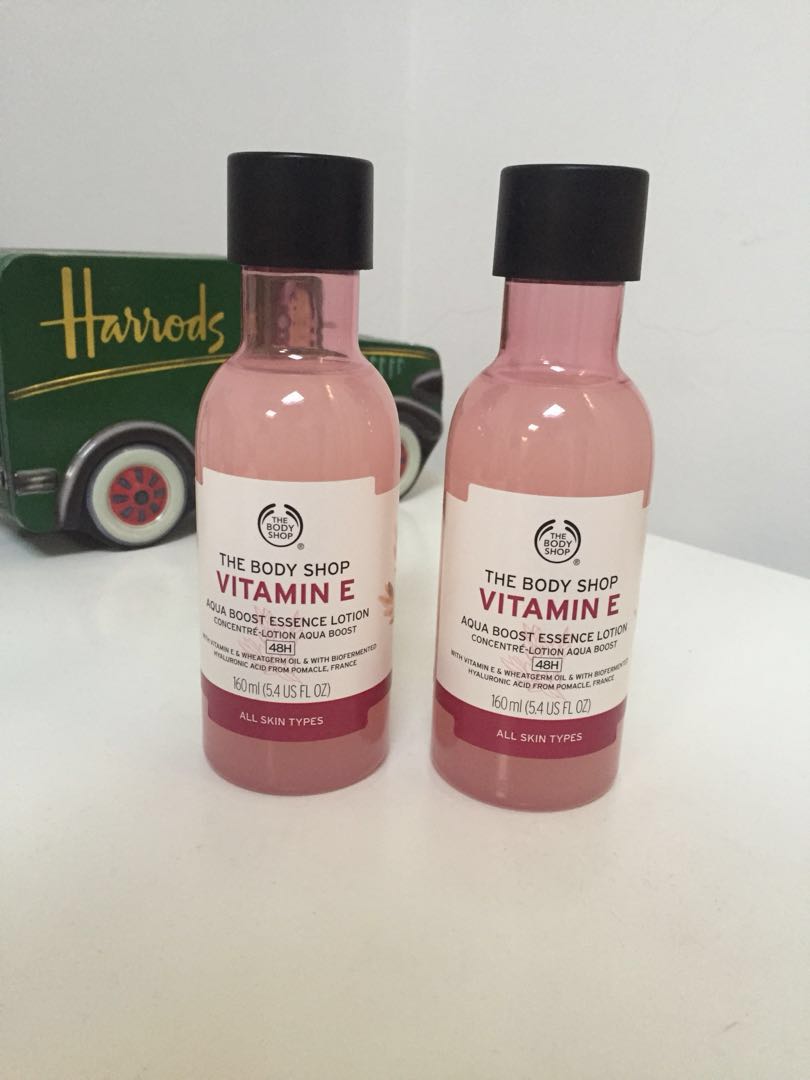 Harrods
THE
BODY
SHOP
®
THE BODY SHOP
VITAMIN E
AQUA BOOST ESSENCE LOTION
CONCENTRÉ-LOTION AQUA BOOST
48H
WITH VITAMIN E & WHEATGERM OIL & WITH BIOFERMENTED
HYALURONIC ACID FROM POMACLE, FRANCE
160 ml (5.4 US FL OZ)
ALL SKIN TYPES
THE
BODY
SHOP
®
THE BODY SHOP
VITAMIN E
AQUA BOOST ESSENCE LOTION
CONCENTRÉ-LOTION AQUA BOOST
48H
WITH VITAMIN E & WHEATGERM OIL & WITH BIOFERMENTED
HYALURONIC ACID FROM POMACLE, FRANCE
160 ml (5.4 US FL OZ)
ALL SKIN TYPES